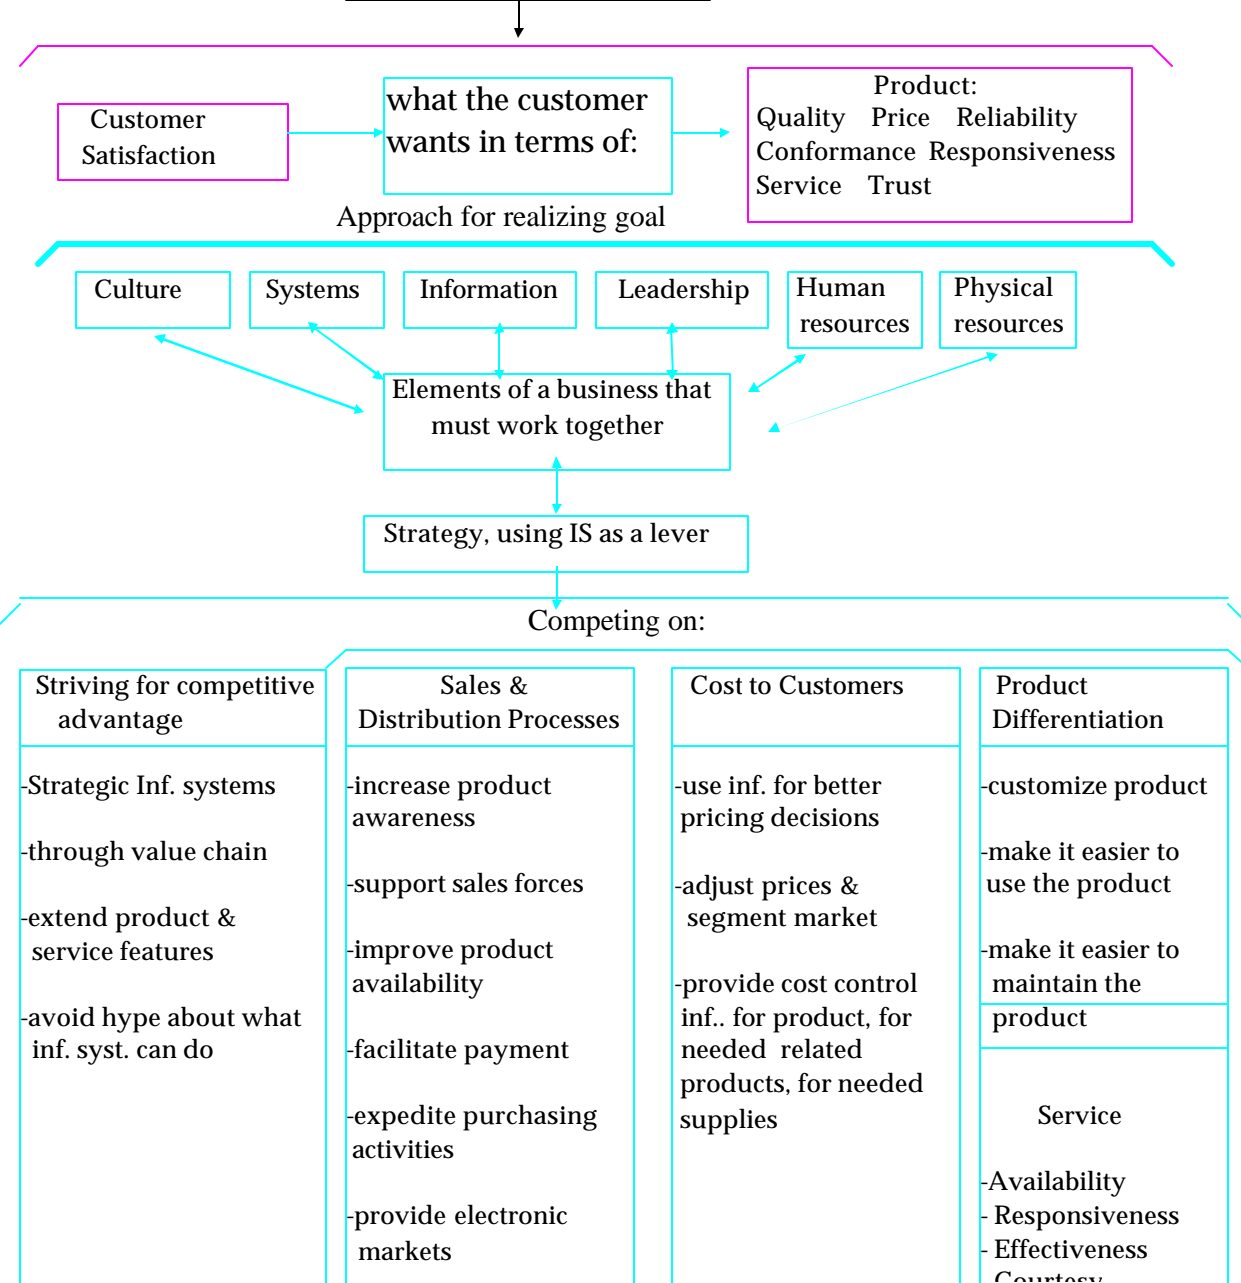 Customer
Satisfaction
what the customer
wants in terms of:
Product:
Quality Price Reliability
Conformance Responsiveness
Service Trust
Approach for realizing goal
Culture
Systems
Information
Leadership
Human
resources
Physical
resources
Elements of a business that
must work together
Strategy, using IS as a lever
Competing on:
Striving for competitive
advantage
-Strategic Inf. systems
-through value chain
-extend product &
service features
-avoid hype about what
inf. syst. can do
Sales &
Distribution Processes
-increase product
awareness
-support sales forces
-improve product
availability
-facilitate payment
-expedite purchasing
activities
-provide electronic
markets
Cost to Customers
-use inf. for better
pricing decisions
-adjust prices &
segment market
-provide cost control
inf.. for product, for
needed related
products, for needed
supplies
Product
Differentiation
-customize product
-make it easier to
use the product
-make it easier to
maintain the
product
Service
-Availability
- Responsiveness
- Effectiveness
Courtesy